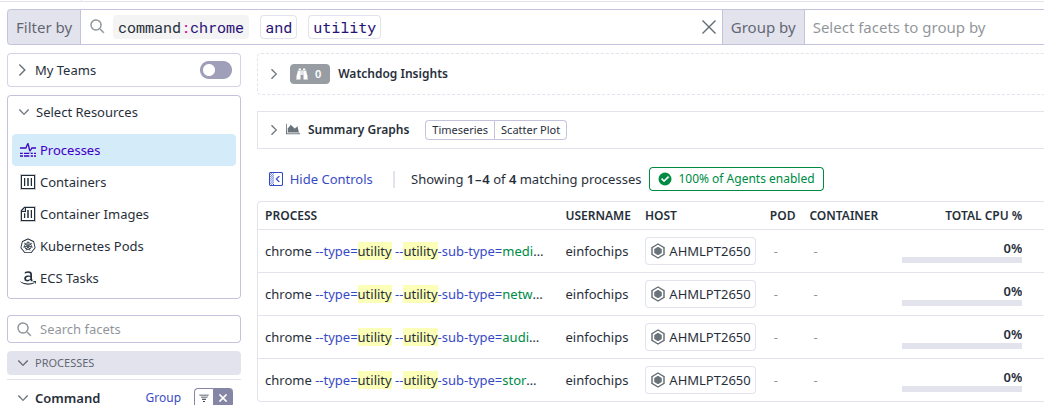 Filter by command:chrome and utility Group by Select facets to group by
My Teams
Select Resources
Processes
Containers
Container Images
Kubernetes Pods
ECS Tasks
Search facets
PROCESSES
Command Group
0 Watchdog Insights
Summary Graphs Timeseries Scatter Plot
Hide Controls Showing 1–4 of 4 matching processes 100% of Agents enabled
PROCESS USERNAME HOST POD CONTAINER TOTAL CPU %
chrome --type=utility --utility-sub-type=medi... einfochips AHMLPT2650 - - 0%
chrome --type=utility --utility-sub-type=netw... einfochips AHMLPT2650 - - 0%
chrome --type=utility --utility-sub-type=audi... einfochips AHMLPT2650 - - 0%
chrome --type=utility --utility-sub-type=stor... einfochips AHMLPT2650 - - 0%